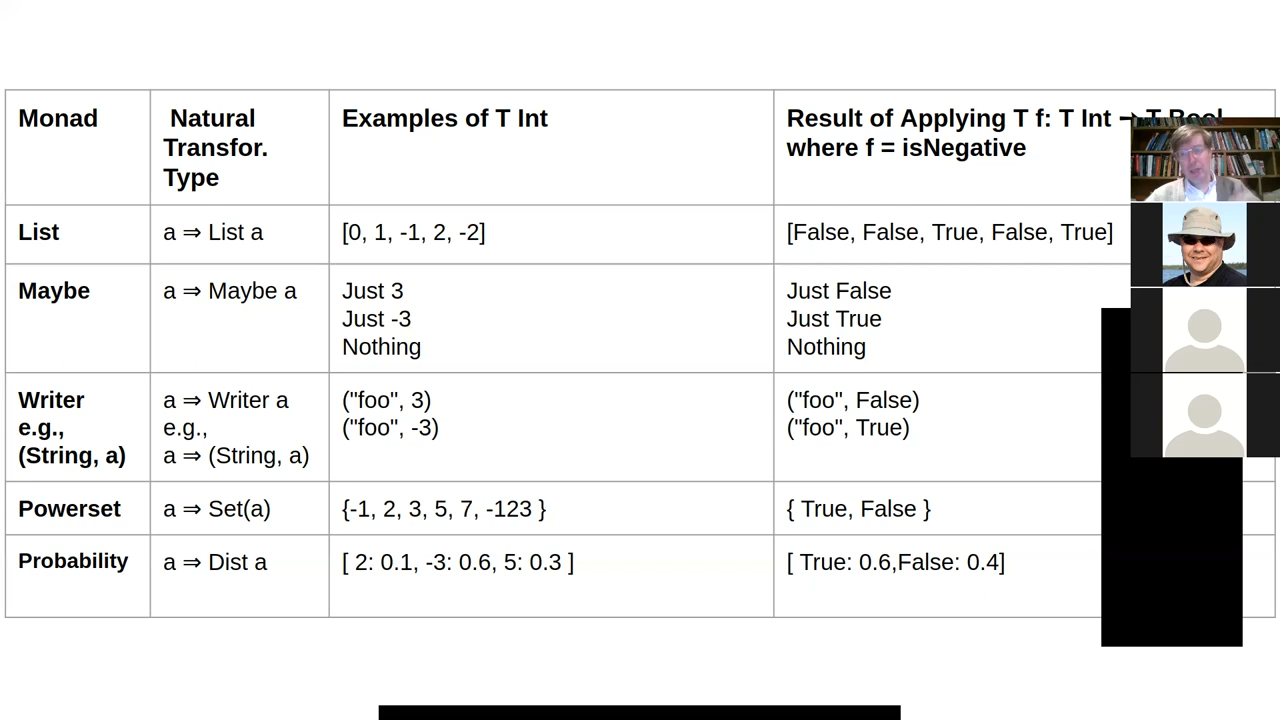 Monad
Natural
Transfor.
Type
Examples of T Int
Result of Applying T f: T Int → T Bool
where f = isNegative
List
a ⇒ List a
[0, 1, -1, 2, -2]
[False, False, True, False, True]
Maybe
a ⇒ Maybe a
Just 3
Just -3
Nothing
Just False
Just True
Nothing
Writer
e.g.,
(String, a)
a ⇒ Writer a
e.g.,
a ⇒ (String, a)
("foo", 3)
("foo", -3)
("foo", False)
("foo", True)
Powerset
a ⇒ Set(a)
{-1, 2, 3, 5, 7, -123 }
{ True, False }
Probability
a ⇒ Dist a
[ 2: 0.1, -3: 0.6, 5: 0.3 ]
[ True: 0.6,False: 0.4]